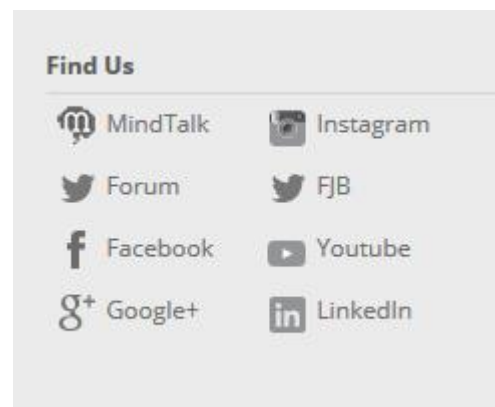 Find Us
MindTalk Instagram
Forum FJB
Facebook Youtube
Google+ LinkedIn